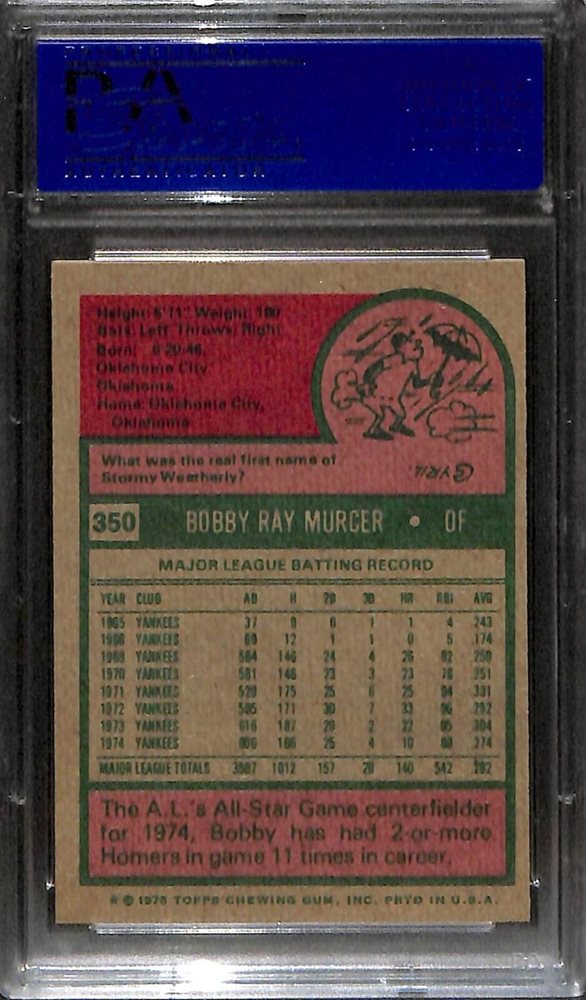 Height: 5'11" Weight: 180
Bats: Left Throws: Right
Born:
Oklahoma City,
Oklahoma
Home: Oklahoma City,
Oklahoma
What was the real first name of
Stormy Weatherly?
CYRIL
350 BOBBY RAY MURCER • OF
MAJOR LEAGUE BATTING RECORD
YEAR CLUB AB H 2B 3B HR RBI AVG
1965 YANKEES 37 9 0 1 1 4 243
1966 YANKEES 69 12 1 1 0 5 174
1969 YANKEES 564 146 24 4 26 82 259
1970 YANKEES 581 146 23 3 23 78 251
1971 YANKEES 529 175 25 6 25 94 331
1972 YANKEES 585 171 30 7 33 96 292
1973 YANKEES 616 187 29 2 22 95 304
1974 YANKEES 606 166 25 4 10 88 274
MAJOR LEAGUE TOTALS 3587 1012 157 28 140 542 282
The A.L.'s All-Star Game centerfielder
for 1974, Bobby has had 2-or-more
Homers in game 11 times in career.
© 1975 TOPPS CHEWING GUM, INC. PRTD IN U.S.A.